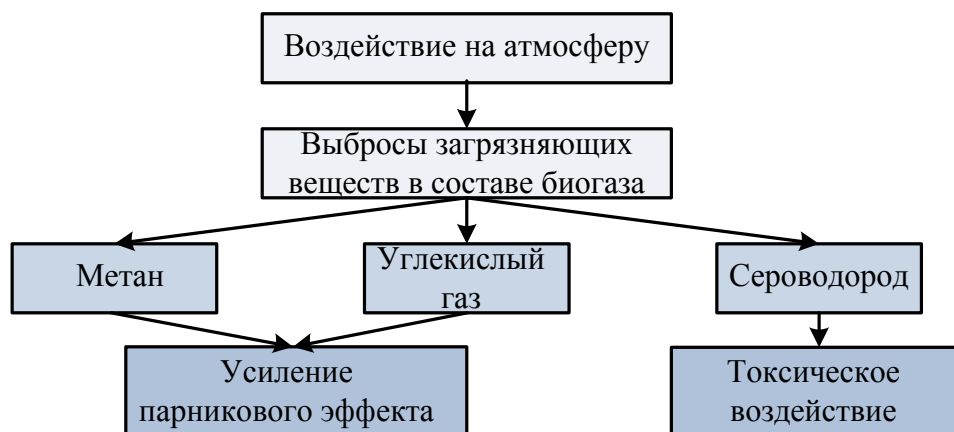 Воздействие на атмосферу
Выбросы загрязняющих
веществ в составе биогаза
Метан
Углекислый
газ
Сероводород
Усиление
парникового эффекта
Токсическое
воздействие